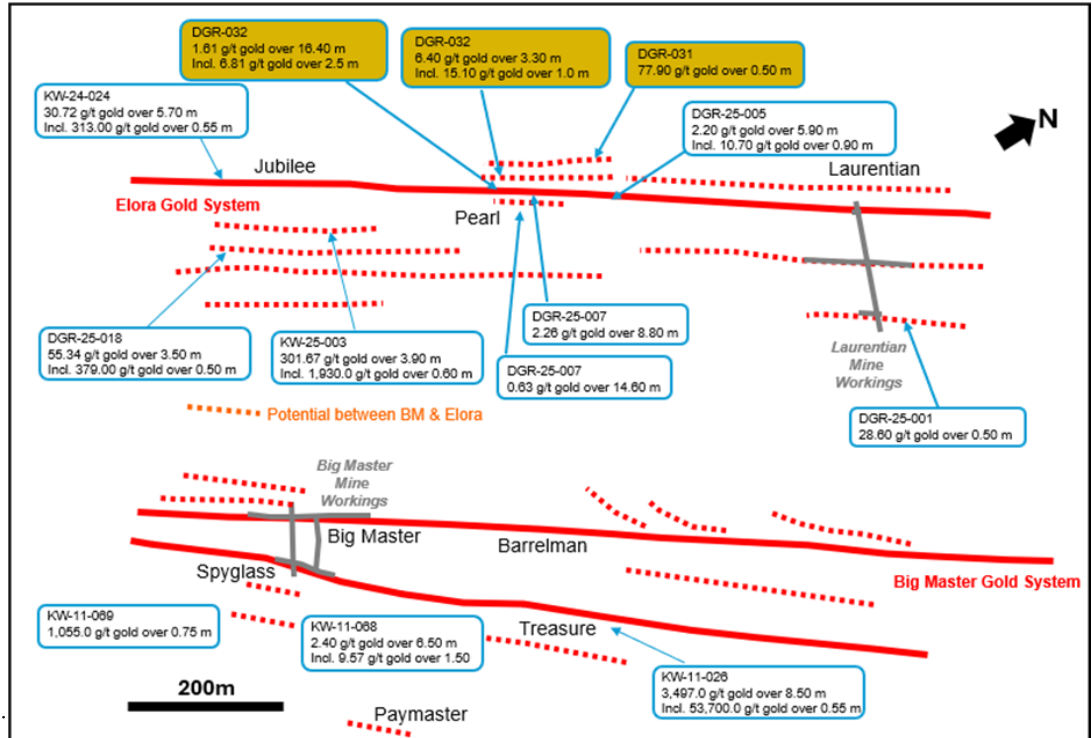 DGR-032
1.61 g/t gold over 16.40 m
Incl. 6.81 g/t gold over 2.5 m
DGR-032
6.40 g/t gold over 3.30 m
Incl. 15.10 g/t gold over 1.0 m
DGR-031
77.90 g/t gold over 0.50 m
KW-24-024
30.72 g/t gold over 5.70 m
Incl. 313.00 g/t gold over 0.55 m
DGR-25-005
2.20 g/t gold over 5.90 m
Incl. 10.70 g/t gold over 0.90 m
N
Jubilee
Laurentian
Elora Gold System
Pearl
DGR-25-018
55.34 g/t gold over 3.50 m
Incl. 379.00 g/t gold over 0.50 m
KW-25-003
301.67 g/t gold over 3.90 m
Incl. 1,930.0 g/t gold over 0.60 m
DGR-25-007
2.26 g/t gold over 8.80 m
DGR-25-007
0.63 g/t gold over 14.60 m
Laurentian
Mine
Workings
DGR-25-001
28.60 g/t gold over 0.50 m
Potential between BM & Elora
Big Master
Mine
Workings
Big Master
Barrelman
Spyglass
Big Master Gold System
KW-11-069
1,055.0 g/t gold over 0.75 m
KW-11-068
2.40 g/t gold over 6.50 m
Incl. 9.57 g/t gold over 1.50
Treasure
KW-11-026
3,497.0 g/t gold over 8.50 m
Incl. 53,700.0 g/t gold over 0.55 m
200m
Paymaster